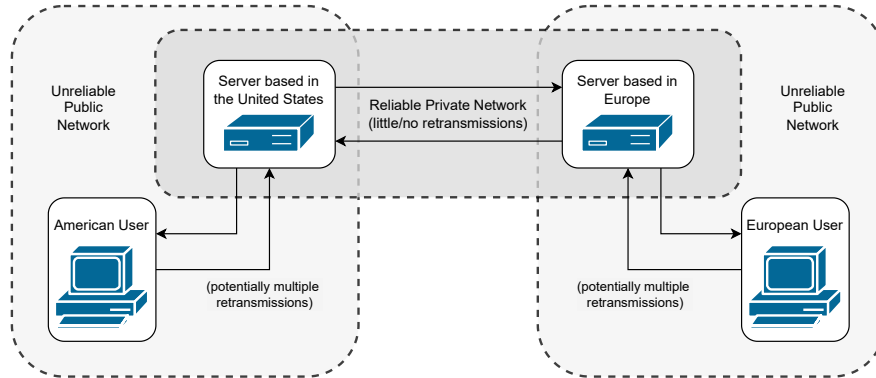 Unreliable
Public
Network
Server based in
the United States
Reliable Private Network
(little/no retransmissions)
Server based in
Europe
Unreliable
Public
Network
American User
(potentially multiple
retransmissions)
(potentially multiple
retransmissions)
European User